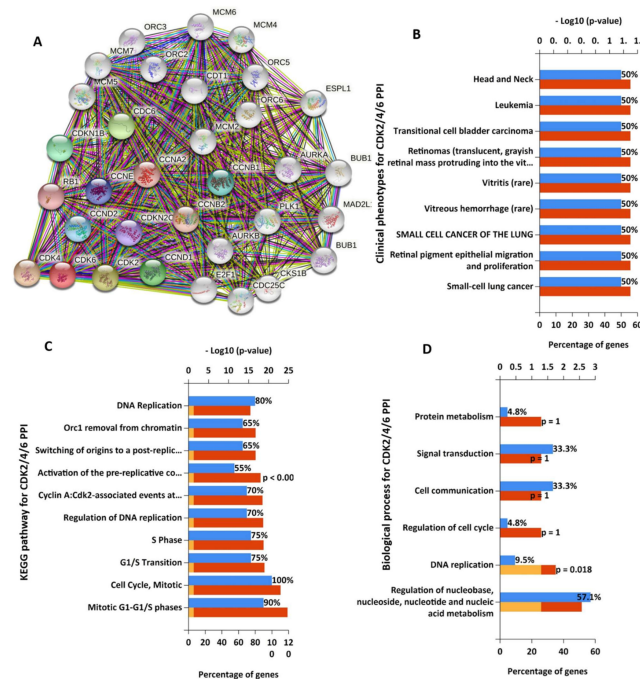 A
MCM6
ORC3
MCM4
MCM7
ORC2
ORC5
MCM5
CDT1
ESPL1
CDC6
ORC6
CDKN1B
MCM2
AURKA
BUB1
CCNA2
RB1
CCNE
CCNB1
MAD2L
CCND2
CDKN2C
CCNB2
PLK1
AURKB
BUB1
CDK4
CDK6
CDK2
CCND1
E2F1
CKS1B
CDC25C
B
- Log10 (p-value)
0 0
Clinical phenotypes for CDK2/4/6 PPI
Head and Neck 50%
Leukemia 50%
Transitional cell bladder carcinoma 50%
Retinomas (translucent, grayish
retinal mass protruding into the vit... 50%
Vitritis (rare) 50%
Vitreous hemorrhage (rare) 50%
SMALL CELL CANCER OF THE LUNG 50%
Retinal pigment epithelial migration
and proliferation 50%
Small-cell lung cancer 50%
0 10 20 30 40 50 60
Percentage of genes
C
- Log10 (p-value)
0 5 10 15 20 25
KEGG pathway for CDK2/4/6 PPI
DNA Replication 80%
Orc1 removal from chromatin 65%
Switching of origins to a post-replic... 65%
Activation of the pre-replicative co... 55%
p < 0.00
Cyclin A:Cdk2-associated events at... 70%
Regulation of DNA replication 70%
S Phase 75%
G1/S Transition 75%
Cell Cycle, Mitotic 100%
Mitotic G1-G1/S phases 90%
0 20 40 60 80 10 12
0 0
Percentage of genes
D
- Log10 (p-value)
0 0.5 1 1.5 2 2.5 3
Biological process for CDK2/4/6 PPI
Protein metabolism 4.8%
p = 1
Signal transduction 33.3%
p = 1
Cell communication 33.3%
p = 1
Regulation of cell cycle 4.8%
p = 1
DNA replication 9.5%
p = 0.018
Regulation of nucleobase,
nucleoside, nucleotide and nucleic
acid metabolism 57.1%
0 20 40 60
Percentage of genes